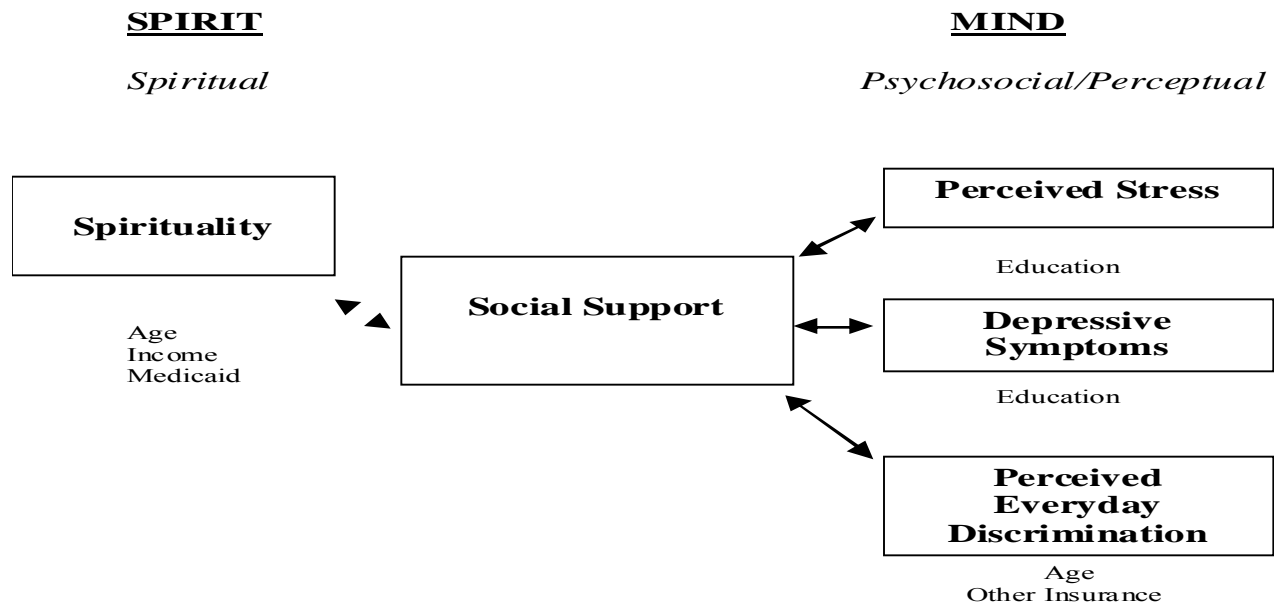 SPIRIT
Spiritual
MIND
Psychosocial/Perceptual
Spirituality
Age
Income
Medicaid
Social Support
Perceived Stress
Education
Depressive
Symptoms
Education
Perceived
Everyday
Discrimination
Age
Other Insurance